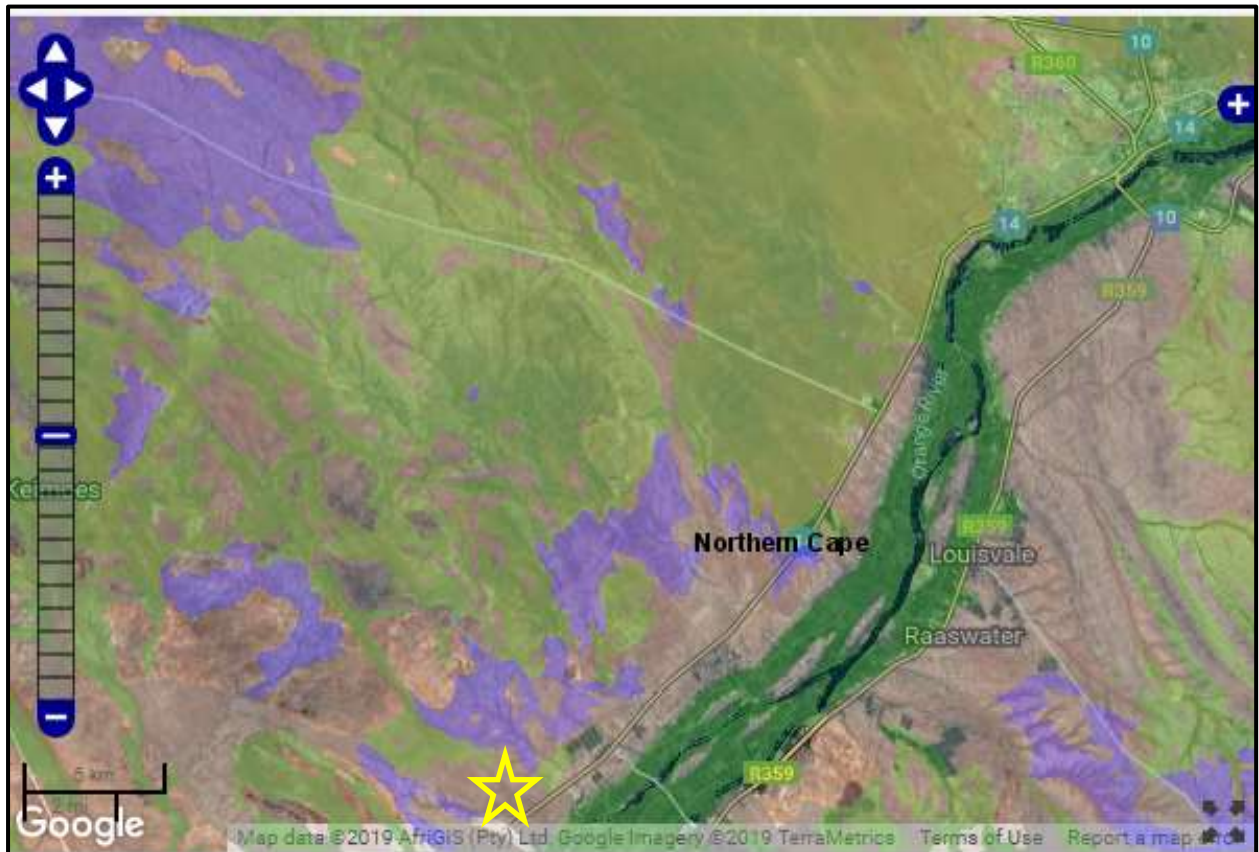 10
R360
14
14
10
R359
Orange River
Keimoes
R359
Northern Cape
Louisvale
Raaswater
R359
5 km
2 mi
Google
Map data ©2019 AfriGIS (Pty) Ltd, Google Imagery ©2019 TerraMetrics Terms of Use Report a map error